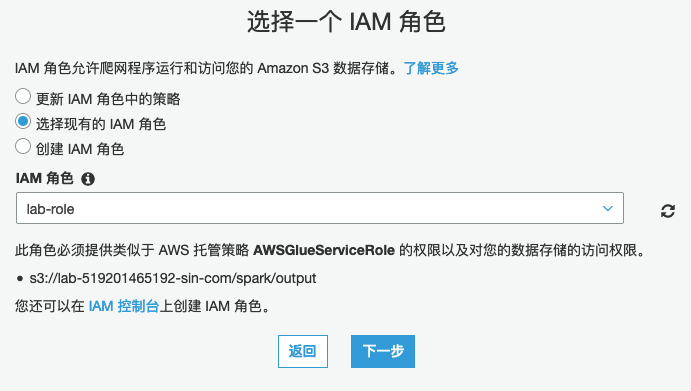 选择一个 IAM 角色
IAM 角色允许爬网程序运行和访问您的 Amazon S3 数据存储。了解更多
更新 IAM 角色中的策略
选择现有的 IAM 角色
创建 IAM 角色
IAM 角色
lab-role
此角色必须提供类似于 AWS 托管策略 AWSGlueServiceRole 的权限以及对您的数据存储的访问权限。
• s3://lab-519201465192-sin-com/spark/output
您还可以在 IAM 控制台上创建 IAM 角色。
返回 下一步